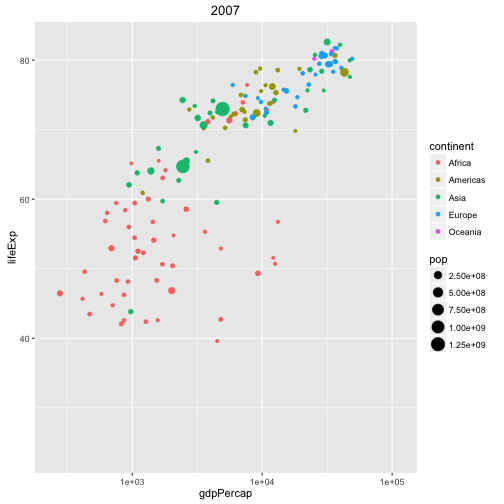 2007
lifeExp
80
60
40
1e+03
1e+04
1e+05
gdpPercap
continent
Africa
Americas
Asia
Europe
Oceania
pop
2.50e+08
5.00e+08
7.50e+08
1.00e+09
1.25e+09